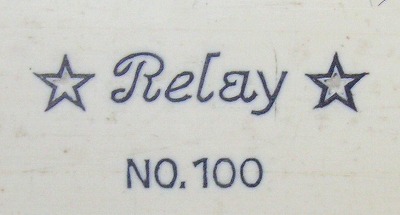 ☆ Relay ☆
NO.100